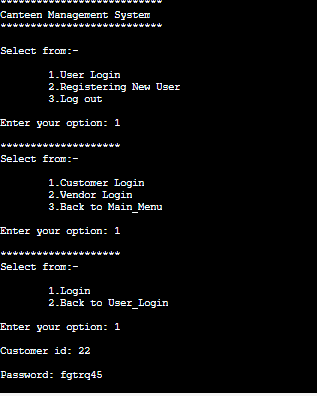 ***************************
Canteen Management System
***************************
Select from:-
1.User Login
2.Registering New User
3.Log out
Enter your option: 1
********************
Select from:-
1.Customer Login
2.Vendor Login
3.Back to Main_Menu
Enter your option: 1
********************
Select from:-
1.Login
2.Back to User_Login
Enter your option: 1
Customer id: 22
Password: fgtrq45